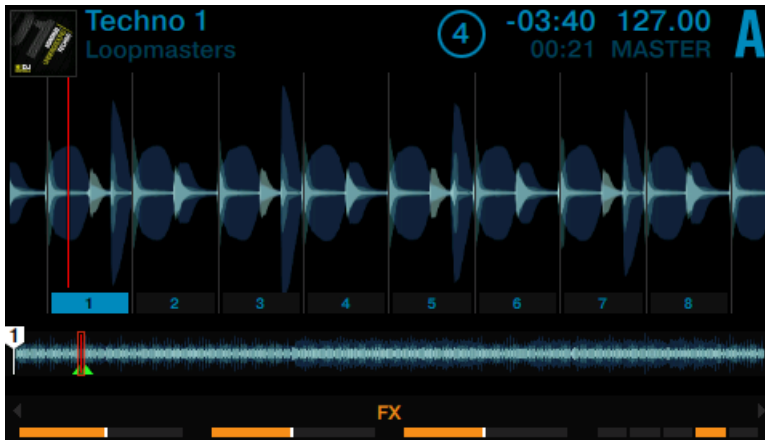 Techno 1
Loopmasters
4
-03:40 127.00
00:21 MASTER
A
1 2 3 4 5 6 7 8
1
FX